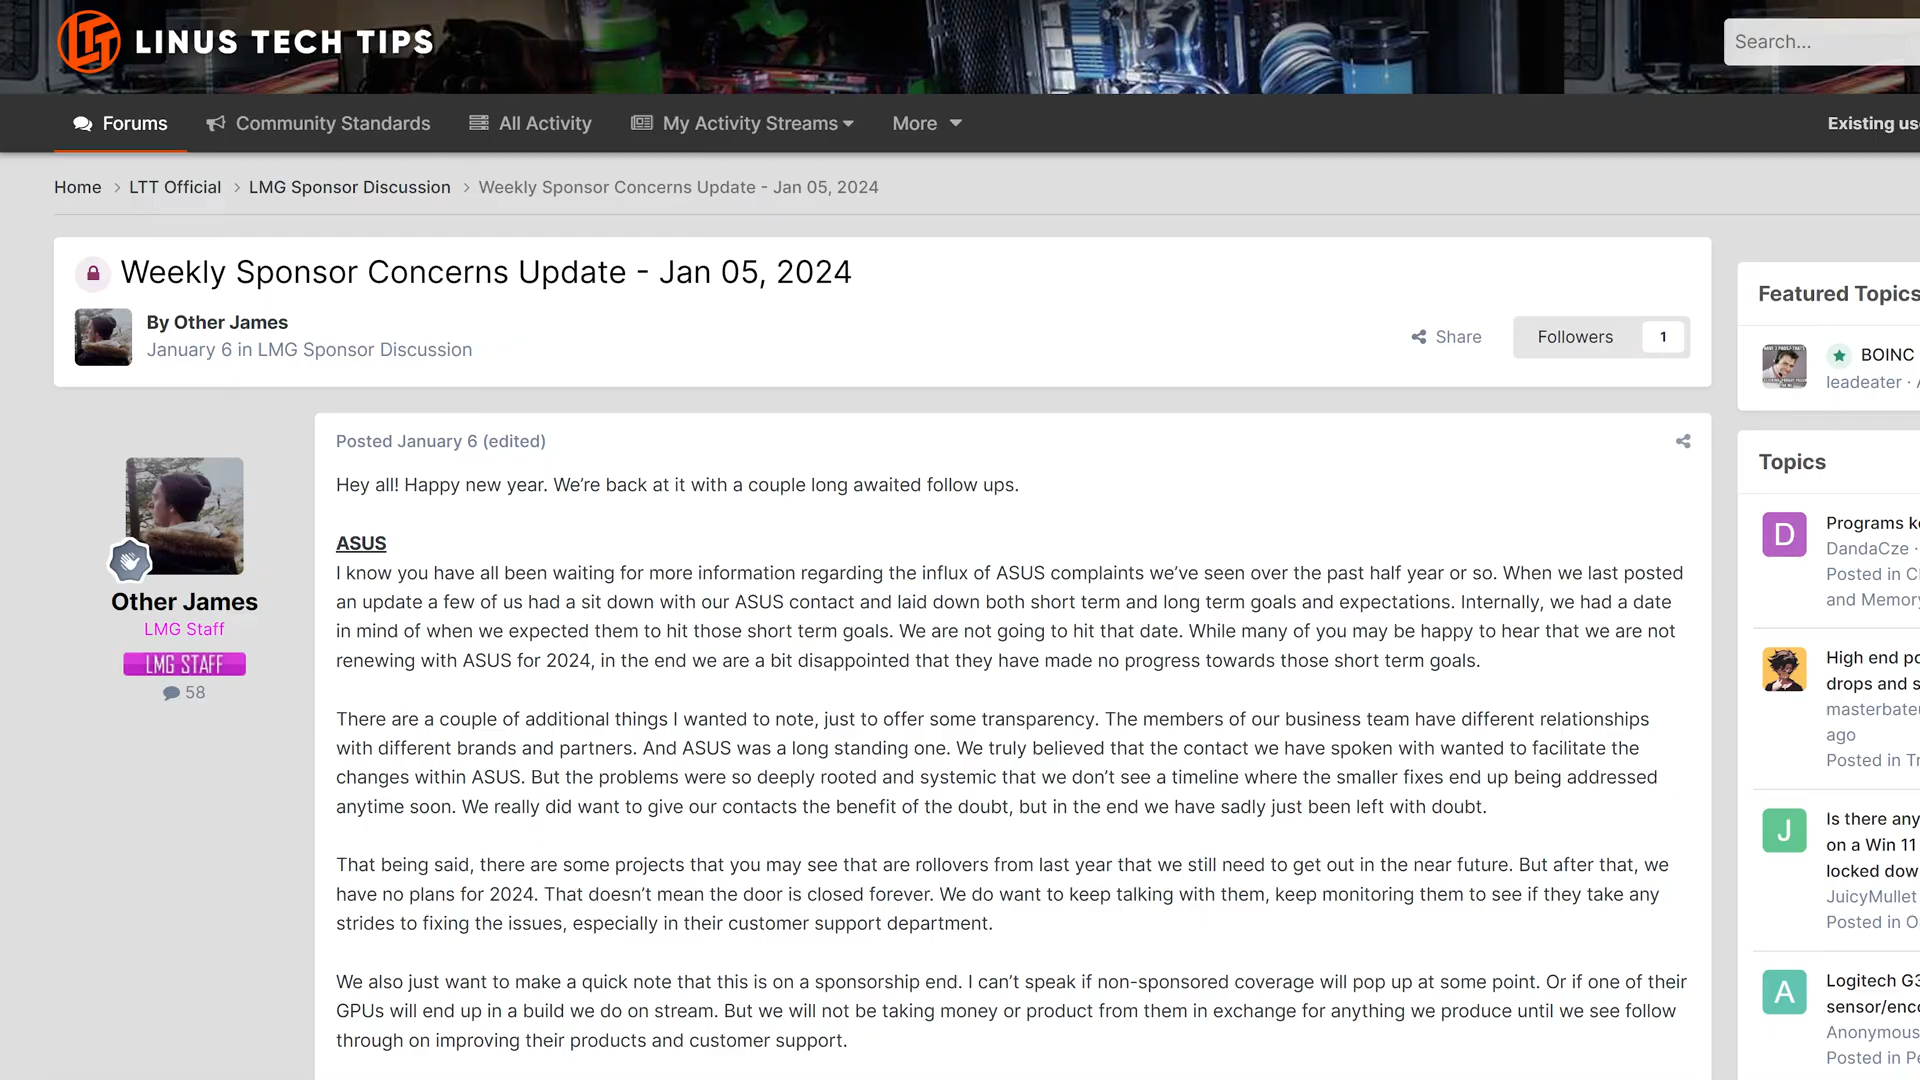 LTT LINUS TECH TIPS
Search...
Forums Community Standards All Activity My Activity Streams More
Existing us
Home > LTT Official > LMG Sponsor Discussion > Weekly Sponsor Concerns Update - Jan 05, 2024
Weekly Sponsor Concerns Update - Jan 05, 2024
By Other James
January 6 in LMG Sponsor Discussion
Share
Followers 1
Other James
LMG Staff
LMG STAFF
58
Posted January 6 (edited)
Hey all! Happy new year. We’re back at it with a couple long awaited follow ups.
ASUS
I know you have all been waiting for more information regarding the influx of ASUS complaints we’ve seen over the past half year or so. When we last posted
an update a few of us had a sit down with our ASUS contact and laid down both short term and long term goals and expectations. Internally, we had a date
in mind of when we expected them to hit those short term goals. We are not going to hit that date. While many of you may be happy to hear that we are not
renewing with ASUS for 2024, in the end we are a bit disappointed that they have made no progress towards those short term goals.
There are a couple of additional things I wanted to note, just to offer some transparency. The members of our business team have different relationships
with different brands and partners. And ASUS was a long standing one. We truly believed that the contact we have spoken with wanted to facilitate the
changes within ASUS. But the problems were so deeply rooted and systemic that we don’t see a timeline where the smaller fixes end up being addressed
anytime soon. We really did want to give our contacts the benefit of the doubt, but in the end we have sadly just been left with doubt.
That being said, there are some projects that you may see that are rollovers from last year that we still need to get out in the near future. But after that, we
have no plans for 2024. That doesn’t mean the door is closed forever. We do want to keep talking with them, keep monitoring them to see if they take any
strides to fixing the issues, especially in their customer support department.
We also just want to make a quick note that this is on a sponsorship end. I can’t speak if non-sponsored coverage will pop up at some point. Or if one of their
GPUs will end up in a build we do on stream. But we will not be taking money or product from them in exchange for anything we produce until we see follow
through on improving their products and customer support.
Featured Topics
BOINC
leadeater ·
Topics
D
Programs k
DandaCze ·
Posted in C
and Memory
High end p
drops and s
masterbate
ago
Posted in T
J
Is there any
on a Win 11
locked dow
JuicyMullet
Posted in O
A
Logitech G3
sensor/enc
Anonymous
Posted in P